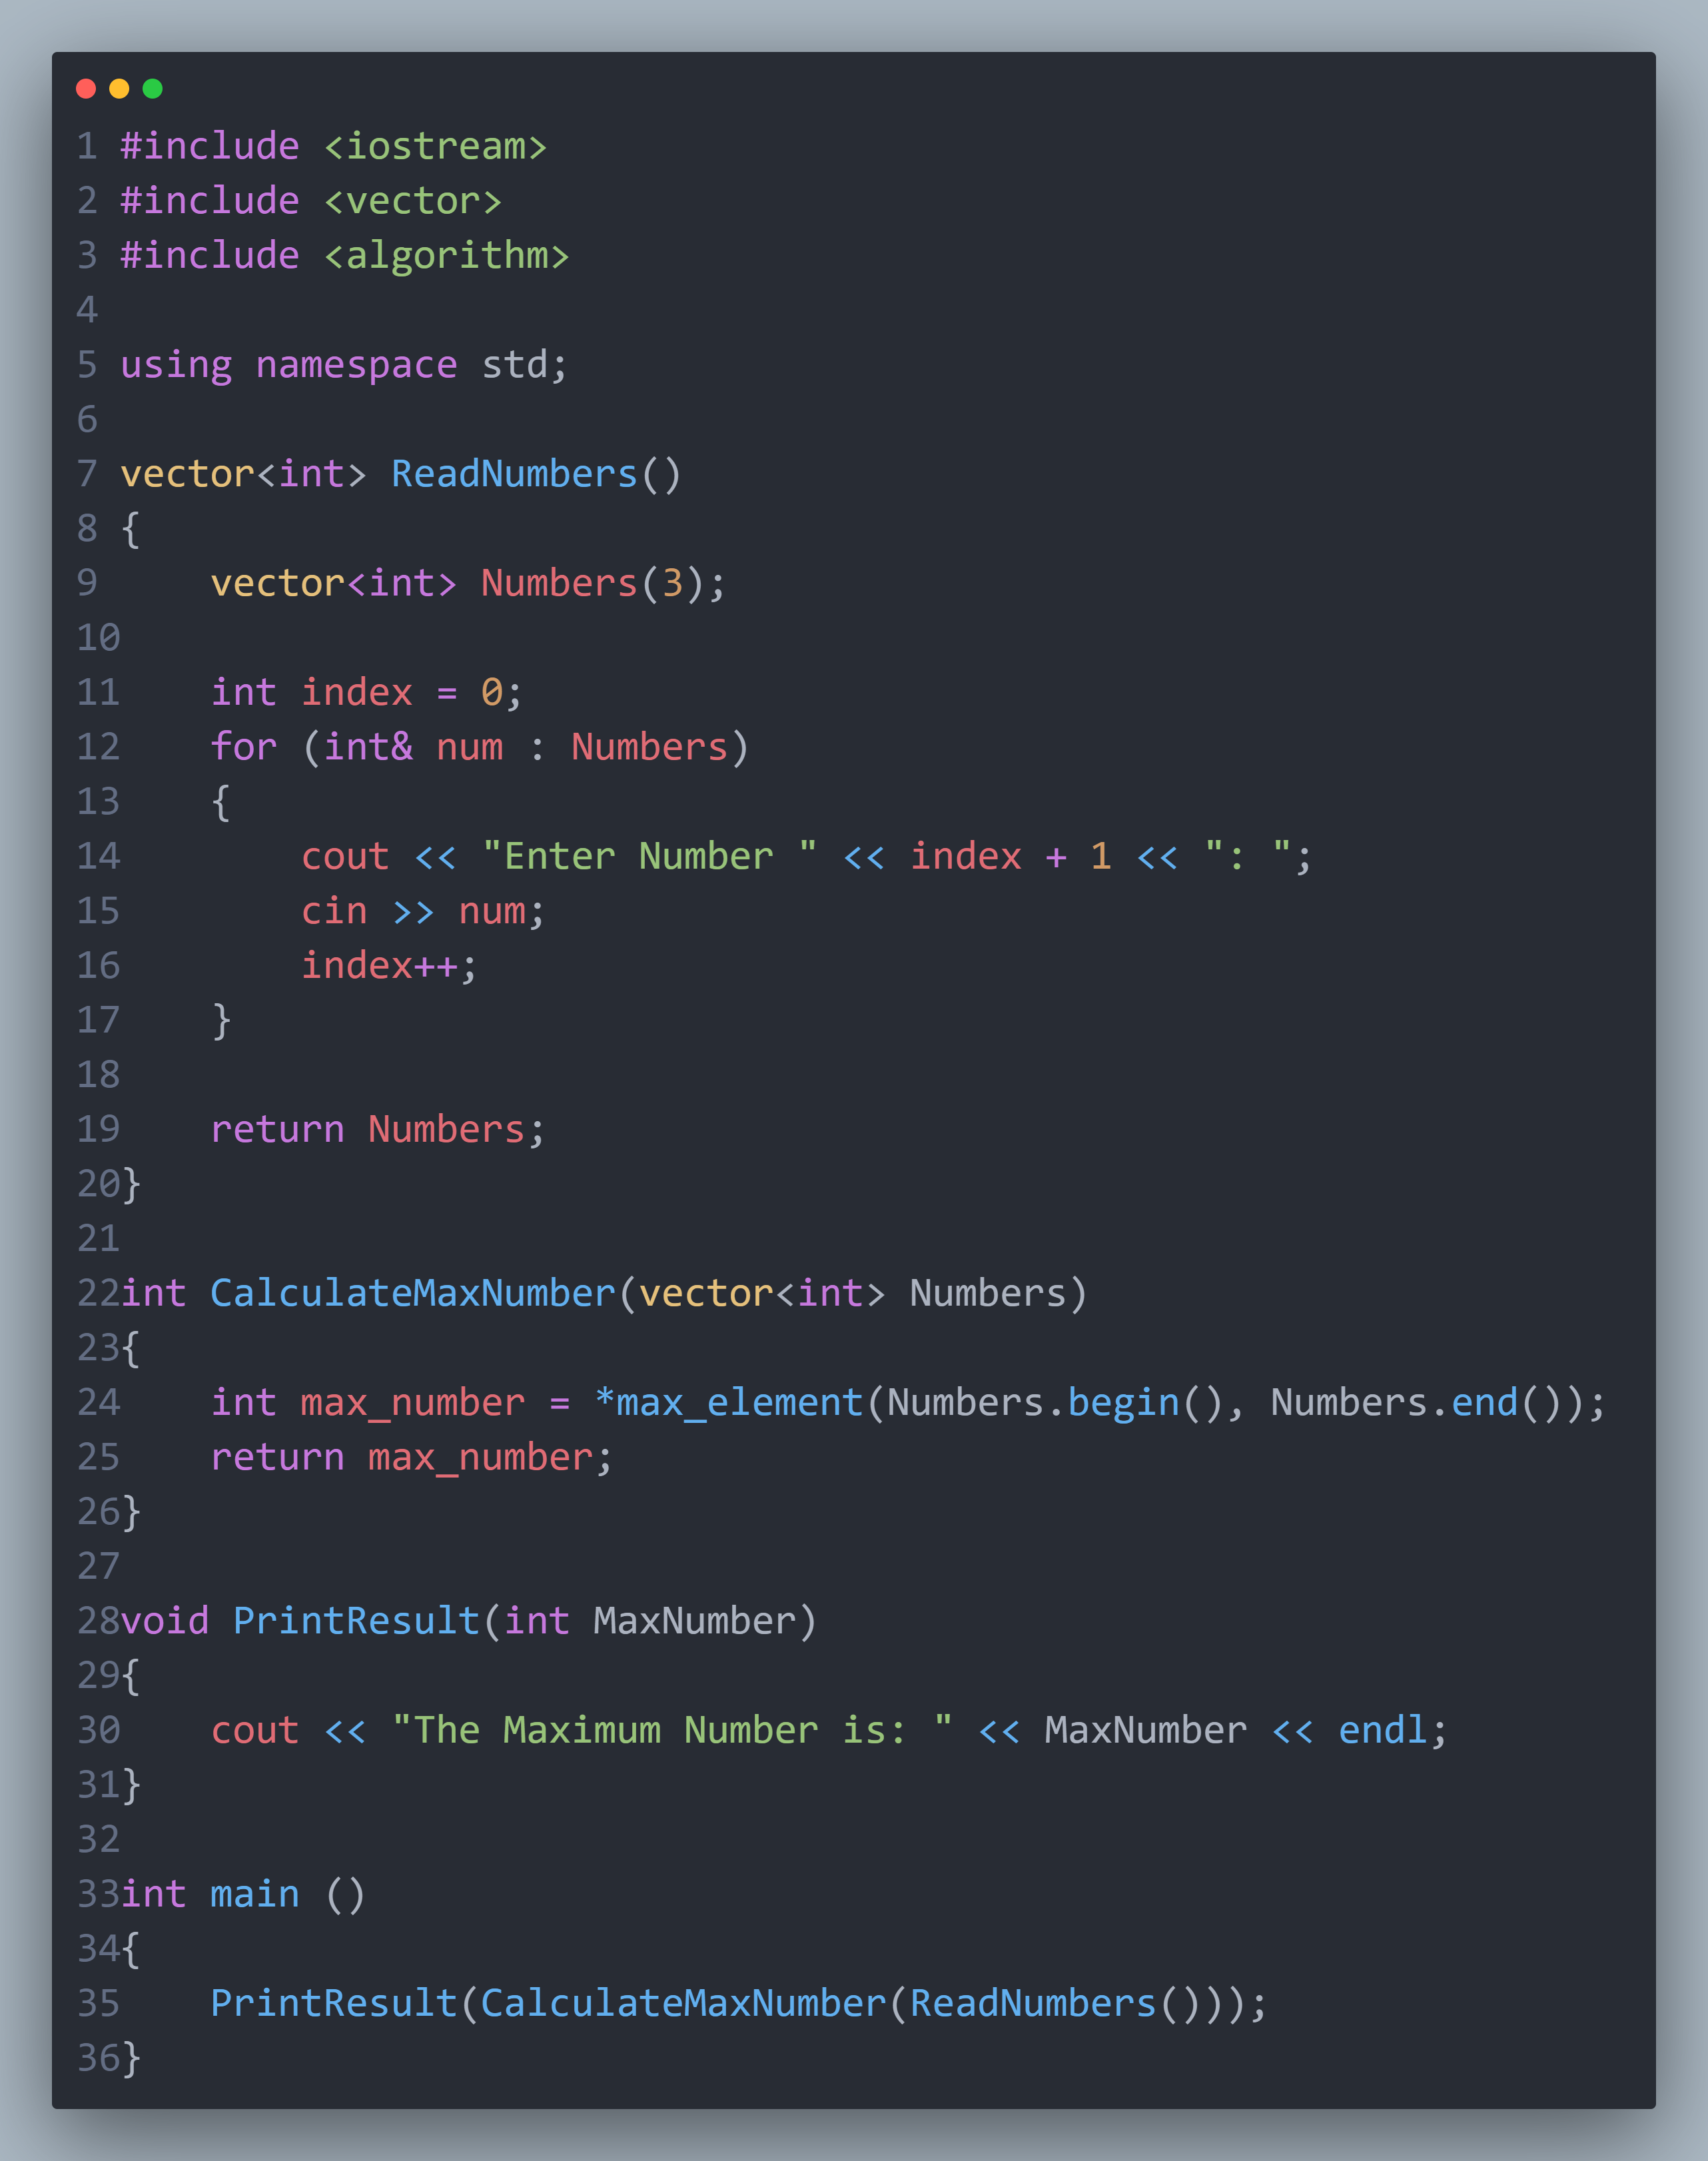 1 #include <iostream>
2 #include <vector>
3 #include <algorithm>
4
5 using namespace std;
6
7 vector<int> ReadNumbers()
8 {
9     vector<int> Numbers(3);
10
11    int index = 0;
12    for (int& num : Numbers)
13    {
14        cout << "Enter Number " << index + 1 << ": ";
15        cin >> num;
16        index++;
17    }
18
19    return Numbers;
20}
21
22int CalculateMaxNumber(vector<int> Numbers)
23{
24    int max_number = *max_element(Numbers.begin(), Numbers.end());
25    return max_number;
26}
27
28void PrintResult(int MaxNumber)
29{
30    cout << "The Maximum Number is: " << MaxNumber << endl;
31}
32
33int main ()
34{
35    PrintResult(CalculateMaxNumber(ReadNumbers()));
36}